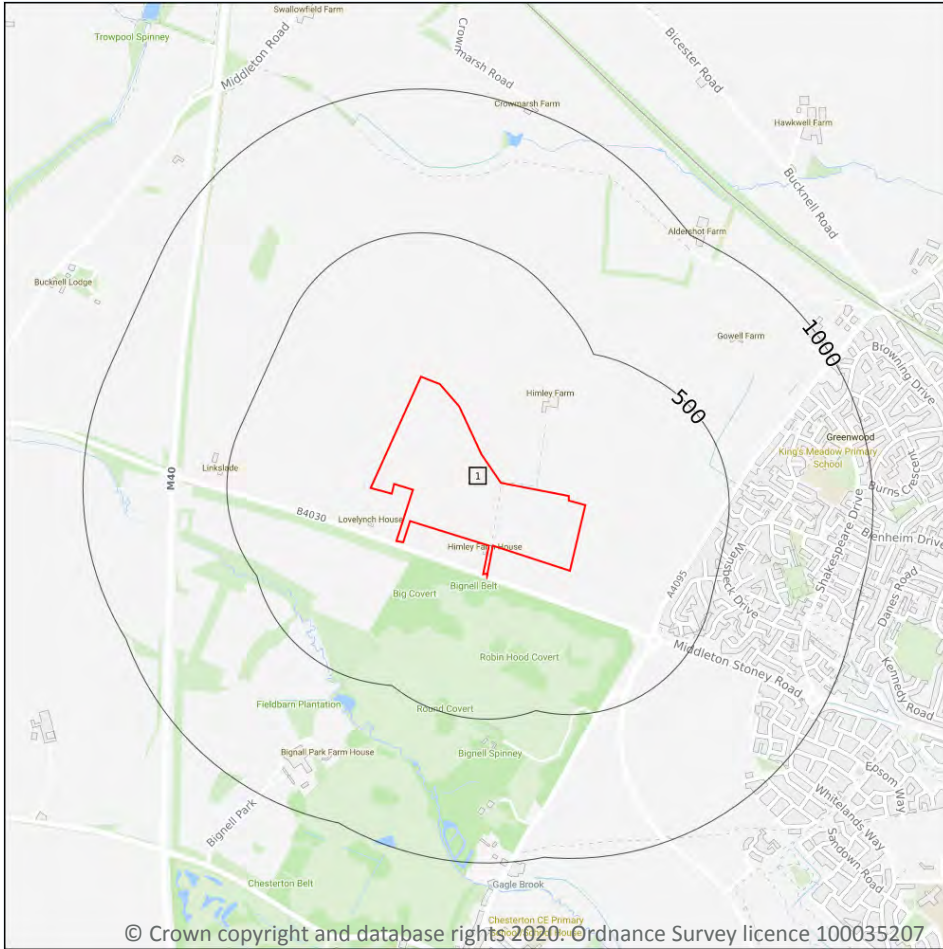 Swallowfield Farm
Trowpool Spinney
Middleton Road
Crowmarsh Road
Bicester Road
Crowmarsh Farm
Hawkwell Farm
Bucknell Road
Aldershot Farm
Bucknell Lodge
1000
Gowell Farm
Browning Drive
Himley Farm
500
Greenwood
King's Meadow Primary
School
Linkslade
M40
1
Burns Crescent
B4030
Lovelynch House
Shakespeare Drive
Blenheim Drive
Himley Farm House
Wansbeck Drive
Bignell Belt
A4095
Big Covert
Danes Road
Middleton Stoney Road
Robin Hood Covert
Kennedy Road
Fieldbarn Plantation
Round Covert
Bignall Park Farm House
Bignell Spinney
Epsom Way
Whitelands Way
Bignell Park
Sandown Road
Chesterton Belt
Gagle Brook
Chesterton CE Primary
© Crown copyright and database rights 2020. Ordnance Survey licence 100035207